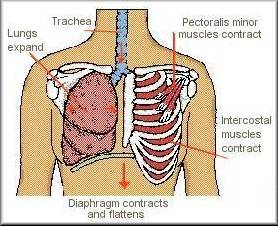 Trachea
Pectoralis minor
muscles contract
Lungs
expand
Intercostal
muscles
contract
Diaphragm contracts
and flattens